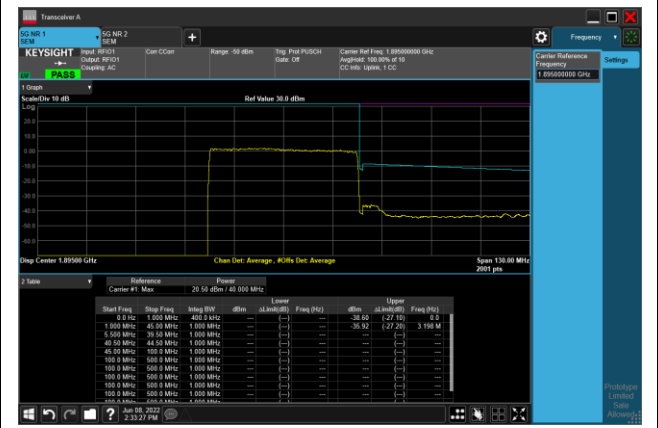 Transceiver A
5G NR 1
SEM
5G NR 2
SEM
+
Frequency
KEYSIGHT
Input: RFIO1
Output: RFIO1
Coupling: AC
Corr CCorr
Range: -50 dBm
Trig: Prot PUSCH
Gate: Off
Carrier Ref Freq: 1.895000000 GHz
Avg|Hold: 100.00% of 10
CC Info: Uplink, 1 CC
PASS
Carrier Reference
Frequency
1.895000000 GHz
Settings
1 Graph
Scale/Div 10 dB
Ref Value 30.0 dBm
Log
20.0
10.0
0.00
-10.0
-20.0
-30.0
-40.0
-50.0
-60.0
Disp Center 1.89500 GHz
Chan Det: Average , #Offs Det: Average
Span 130.00 MHz
2001 pts
2 Table
Reference Power
Carrier #1: Max 20.50 dBm / 40.000 MHz
Lower Upper
Start Freq Stop Freq Integ BW dBm ΔLimit(dB) Freq (Hz) dBm ΔLimit(dB) Freq (Hz)
0.0 Hz 1.000 MHz 400.0 kHz --- (---) --- -38.60 (-27.10) 0.0
1.000 MHz 45.00 MHz 1.000 MHz --- (---) --- -35.92 (-27.20) 3.198 M
5.500 MHz 39.50 MHz 1.000 MHz --- (---) --- --- (---) ---
40.50 MHz 44.50 MHz 1.000 MHz --- (---) --- --- (---) ---
45.00 MHz 100.0 MHz 1.000 MHz --- (---) --- --- (---) ---
100.0 MHz 500.0 MHz 1.000 MHz --- (---) --- --- (---) ---
100.0 MHz 500.0 MHz 1.000 MHz --- (---) --- --- (---) ---
100.0 MHz 500.0 MHz 1.000 MHz --- (---) --- --- (---) ---
100.0 MHz 500.0 MHz 1.000 MHz --- (---) --- --- (---) ---
100.0 MHz 500.0 MHz 1.000 MHz --- (---) --- --- (---) ---
Jun 08, 2022
2:33:27 PM
Prototype
Limited
Sale
Allowed